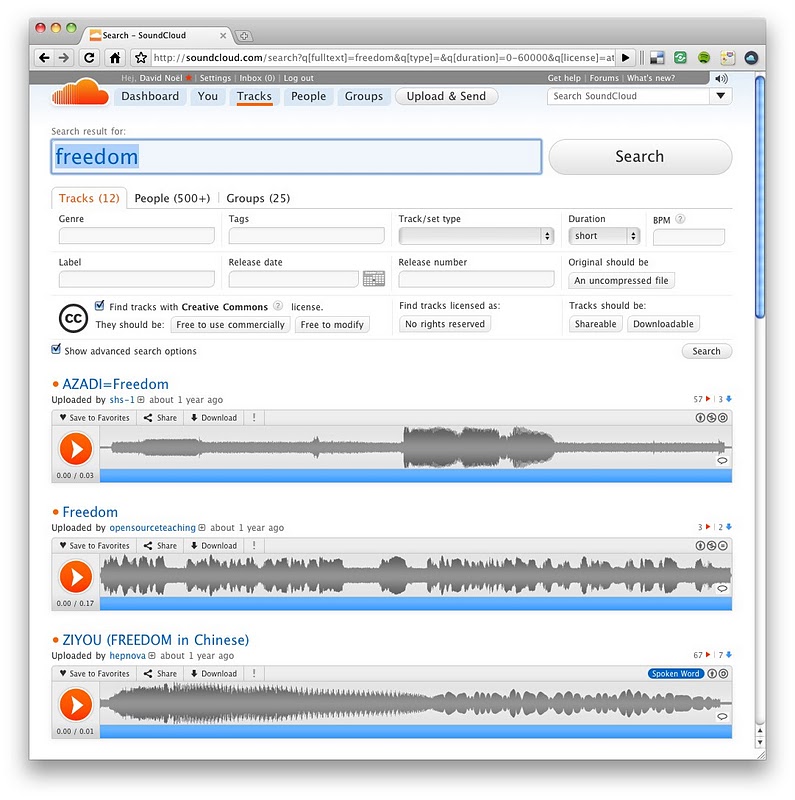 Search – SoundCloud
http://soundcloud.com/search?q[fulltext]=freedom&q[type]=&q[duration]=0-60000&q[license]=at
Hej, David Noël Settings | Inbox (0) | Log out Get help | Forums | What's new?
Dashboard You Tracks People Groups Upload & Send Search SoundCloud
Search result for:
freedom Search
Tracks (12) People (500+) Groups (25)
Genre Tags Track/set type Duration BPM ?
short
Label Release date Release number Original should be
An uncompressed file
cc Find tracks with Creative Commons ? license. Find tracks licensed as: Tracks should be:
They should be: Free to use commercially Free to modify No rights reserved Shareable Downloadable
Show advanced search options Search
AZADI=Freedom
Uploaded by shs-1 about 1 year ago 57 3
Save to Favorites Share Download !
0.00 / 0.03
Freedom
Uploaded by opensourceteaching about 1 year ago 3 2
Save to Favorites Share Download !
0.00 / 0.17
ZIYOU (FREEDOM in Chinese)
Uploaded by hepnova about 1 year ago 67 7
Save to Favorites Share Download ! Spoken Word
0.00 / 0.01